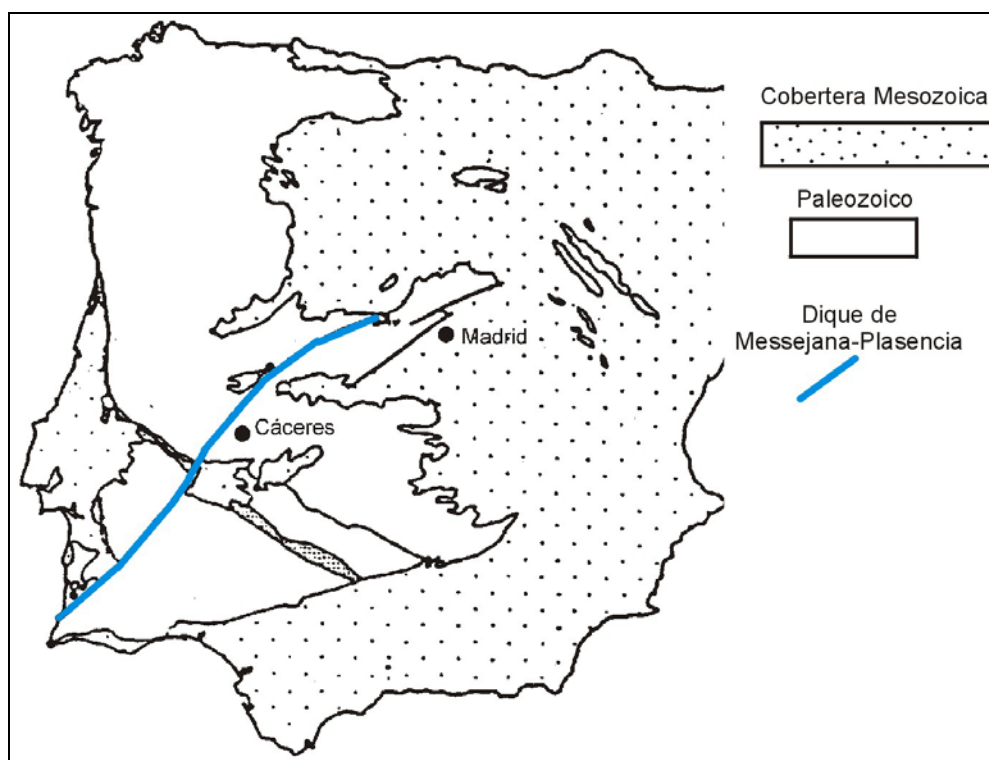 Cobertera Mesozoica
Paleozoico
Dique de
Messejana-Plasencia
Madrid
Cáceres